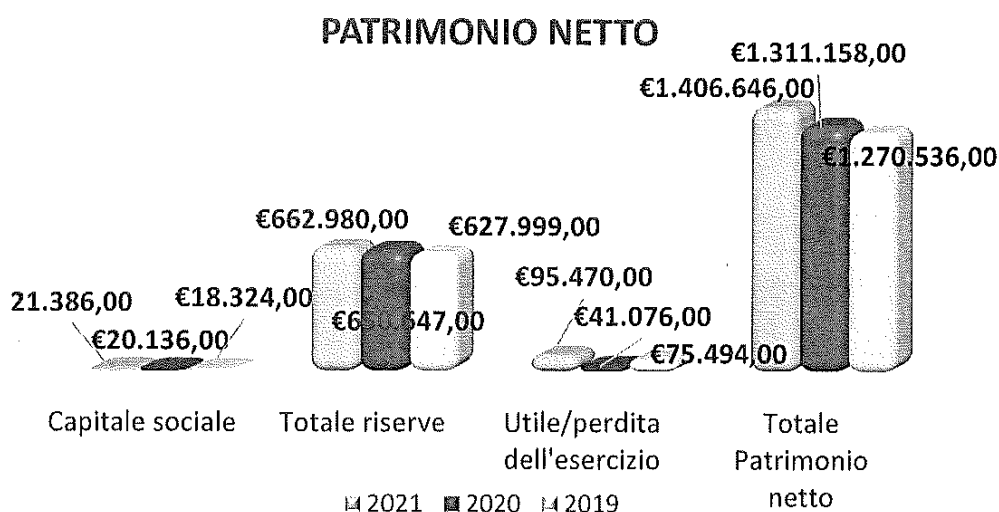 PATRIMONIO NETTO
€1.311.158,00
€1.406.646,00
€1.270.536,00
€662.980,00
€627.999,00
€95.470,00
21.386,00
€18.324,00
€41.076,00
€20.136,00
€75.494,00
Capitale sociale
Totale riserve
Utile/perdita
dell'esercizio
Totale
Patrimonio
netto
2021
2020
2019